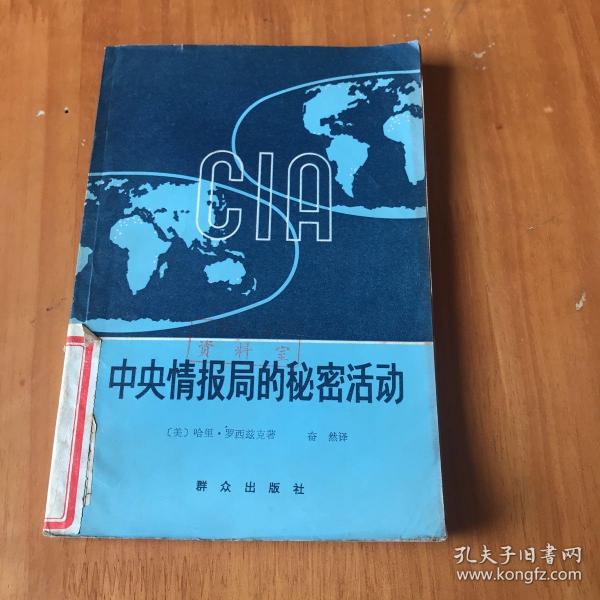 CIA
资料室
中央情报局的秘密活动
〔美〕哈里·罗西兹克著 奋 然译
群众出版社
孔夫子旧书网
www.kongfz.com